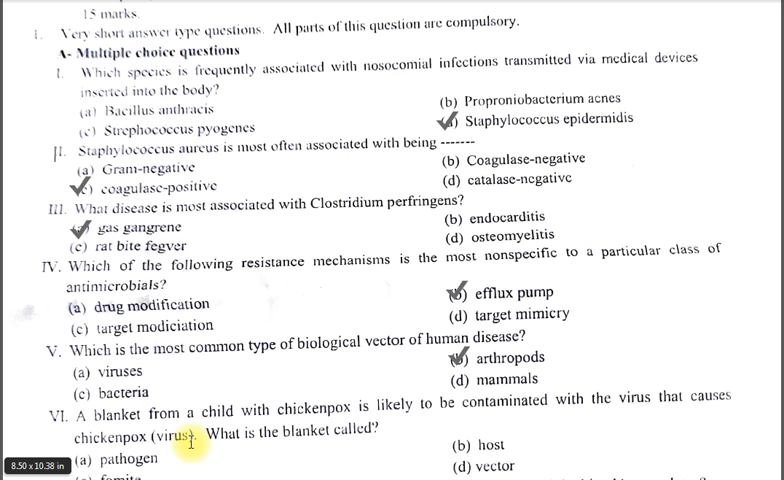 15 marks.
1. Very short answer type questions. All parts of this question are compulsory.
A- Multiple choice questions
I. Which species is frequently associated with nosocomial infections transmitted via medical devices
inserted into the body?
(a) Bacillus anthracis
(b) Proproniobacterium acnes
(c) Strephococcus pyogenes
Staphylococcus epidermidis
II. Staphylococcus aureus is most often associated with being -------
(a) Gram-negative
(b) Coagulase-negative
c) coagulase-positive
(d) catalase-negative
III. What disease is most associated with Clostridium perfringens?
gas gangrene
(b) endocarditis
(c) rat bite fegver
(d) osteomyelitis
IV. Which of the following resistance mechanisms is the most nonspecific to a particular class of
antimicrobials?
(a) drug modification
(b) efflux pump
(c) target modiciation
(d) target mimicry
V. Which is the most common type of biological vector of human disease?
(a) viruses
(b) arthropods
(c) bacteria
(d) mammals
VI. A blanket from a child with chickenpox is likely to be contaminated with the virus that causes
chickenpox (virus). What is the blanket called?
(a) pathogen
(b) host
(d) vector
8.50 x 10.38 in